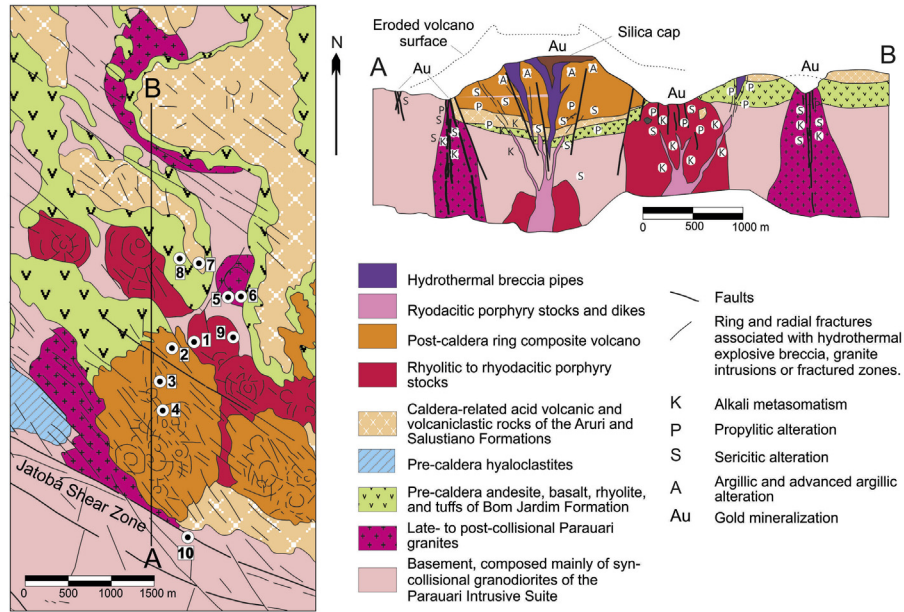 B
8
7
5
6
1
9
2
3
4
Jatobá Shear Zone
10
A
0
500
1000
1500 m
N
Eroded volcano
surface
Au
Silica cap
A
Au
Au
Au
B
0
500
1000 m
Hydrothermal breccia pipes
Ryodacitic porphyry stocks and dikes
Post-caldera ring composite volcano
Rhyolitic to rhyodacitic porphyry
stocks
Caldera-related acid volcanic and
volcaniclastic rocks of the Aruri and
Salustiano Formations
Pre-caldera hyaloclastites
Pre-caldera andesite, basalt, rhyolite,
and tuffs of Bom Jardim Formation
Late- to post-collisional Parauari
granites
Basement, composed mainly of syn-
collisional granodiorites of the
Parauari Intrusive Suite
Faults
Ring and radial fractures
associated with hydrothermal
explosive breccia, granite
intrusions or fractured zones.
K Alkali metasomatism
P Propylitic alteration
S Sericitic alteration
A Argillic and advanced argillic
alteration
Au Gold mineralization